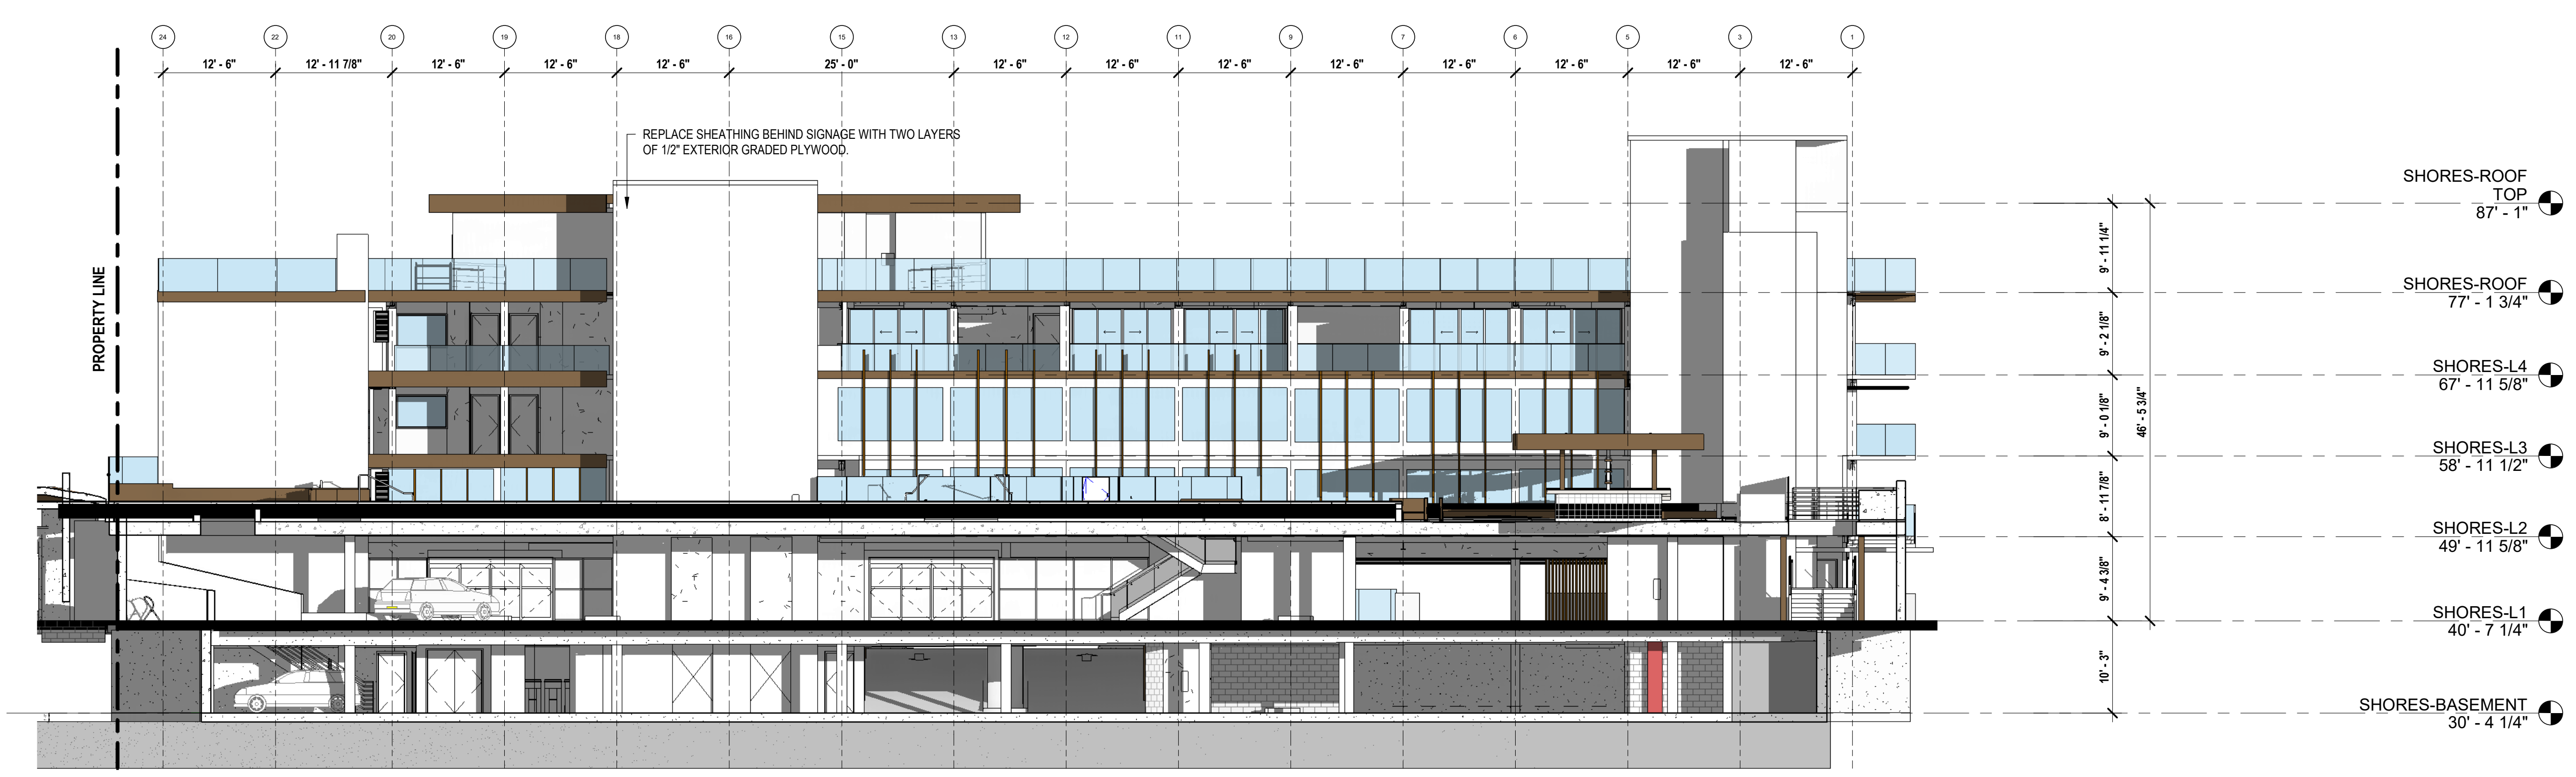 24 22 20 19 18 16 15 13 12 11 9 7 6 5 3 1
12' - 6" 12' - 11 7/8" 12' - 6" 12' - 6" 12' - 6" 25' - 0" 12' - 6" 12' - 6" 12' - 6" 12' - 6" 12' - 6" 12' - 6" 12' - 6" 12' - 6"
REPLACE SHEATHING BEHIND SIGNAGE WITH TWO LAYERS
OF 1/2" EXTERIOR GRADED PLYWOOD.
PROPERTY LINE
SHORES-ROOF
TOP
87' - 1"
9' - 11 1/4"
SHORES-ROOF
77' - 1 3/4"
9' - 2 1/8"
SHORES-L4
67' - 11 5/8"
9' - 0 1/8"
46' - 5 3/4"
SHORES-L3
58' - 11 1/2"
8' - 11 7/8"
SHORES-L2
49' - 11 5/8"
9' - 4 3/8"
SHORES-L1
40' - 7 1/4"
10' - 3"
SHORES-BASEMENT
30' - 4 1/4"